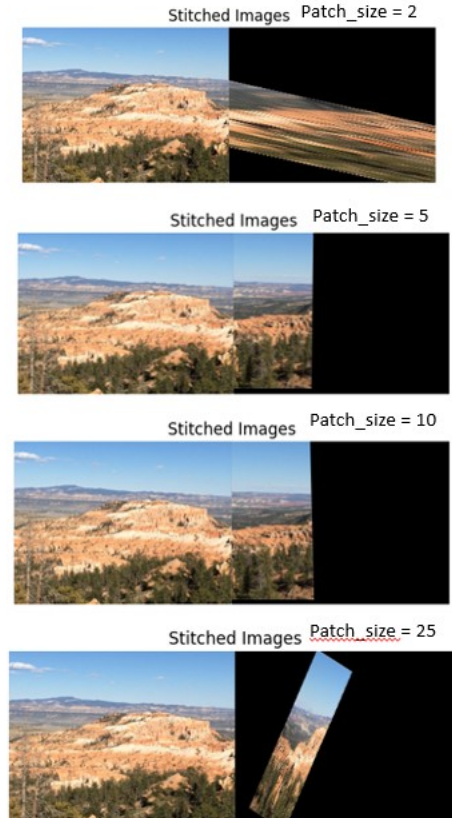 Stitched Images Patch_size = 2
Stitched Images Patch_size = 5
Stitched Images Patch_size = 10
Stitched Images Patch_size = 25